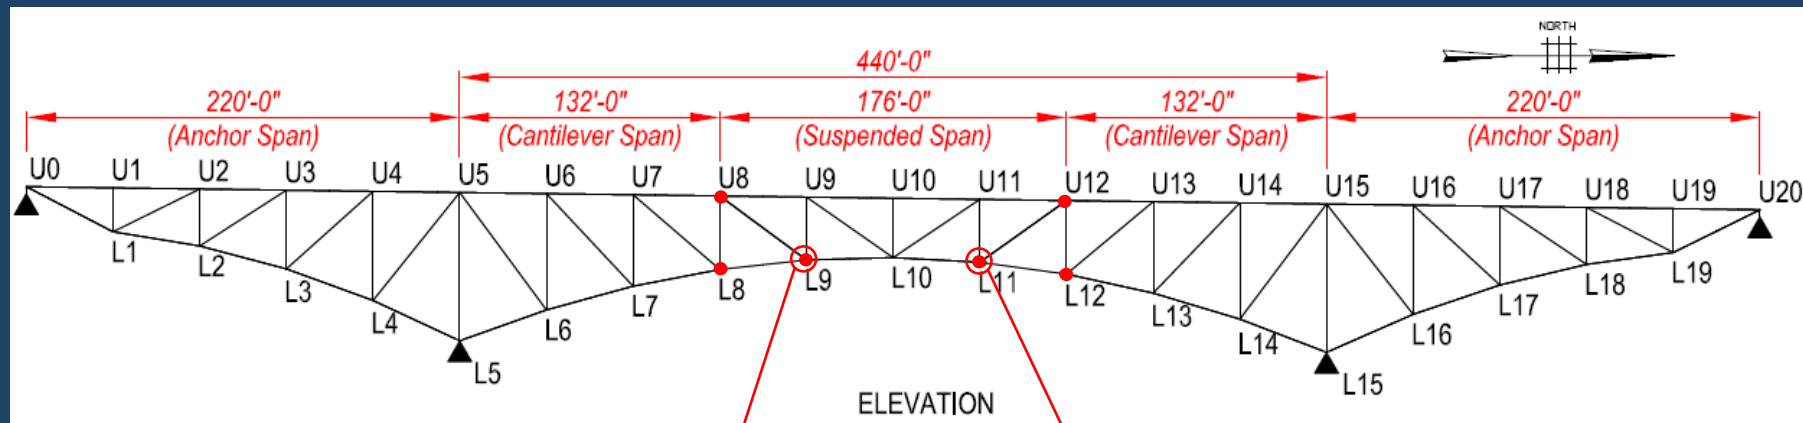 NORTH
440'-0"
220'-0" 132'-0" 176'-0" 132'-0" 220'-0"
(Anchor Span) (Cantilever Span) (Suspended Span) (Cantilever Span) (Anchor Span)
U0 U1 U2 U3 U4 U5 U6 U7 U8 U9 U10 U11 U12 U13 U14 U15 U16 U17 U18 U19 U20
L1 L2 L3 L4 L5 L6 L7 L8 L9 L10 L11 L12 L13 L14 L15 L16 L17 L18 L19
ELEVATION